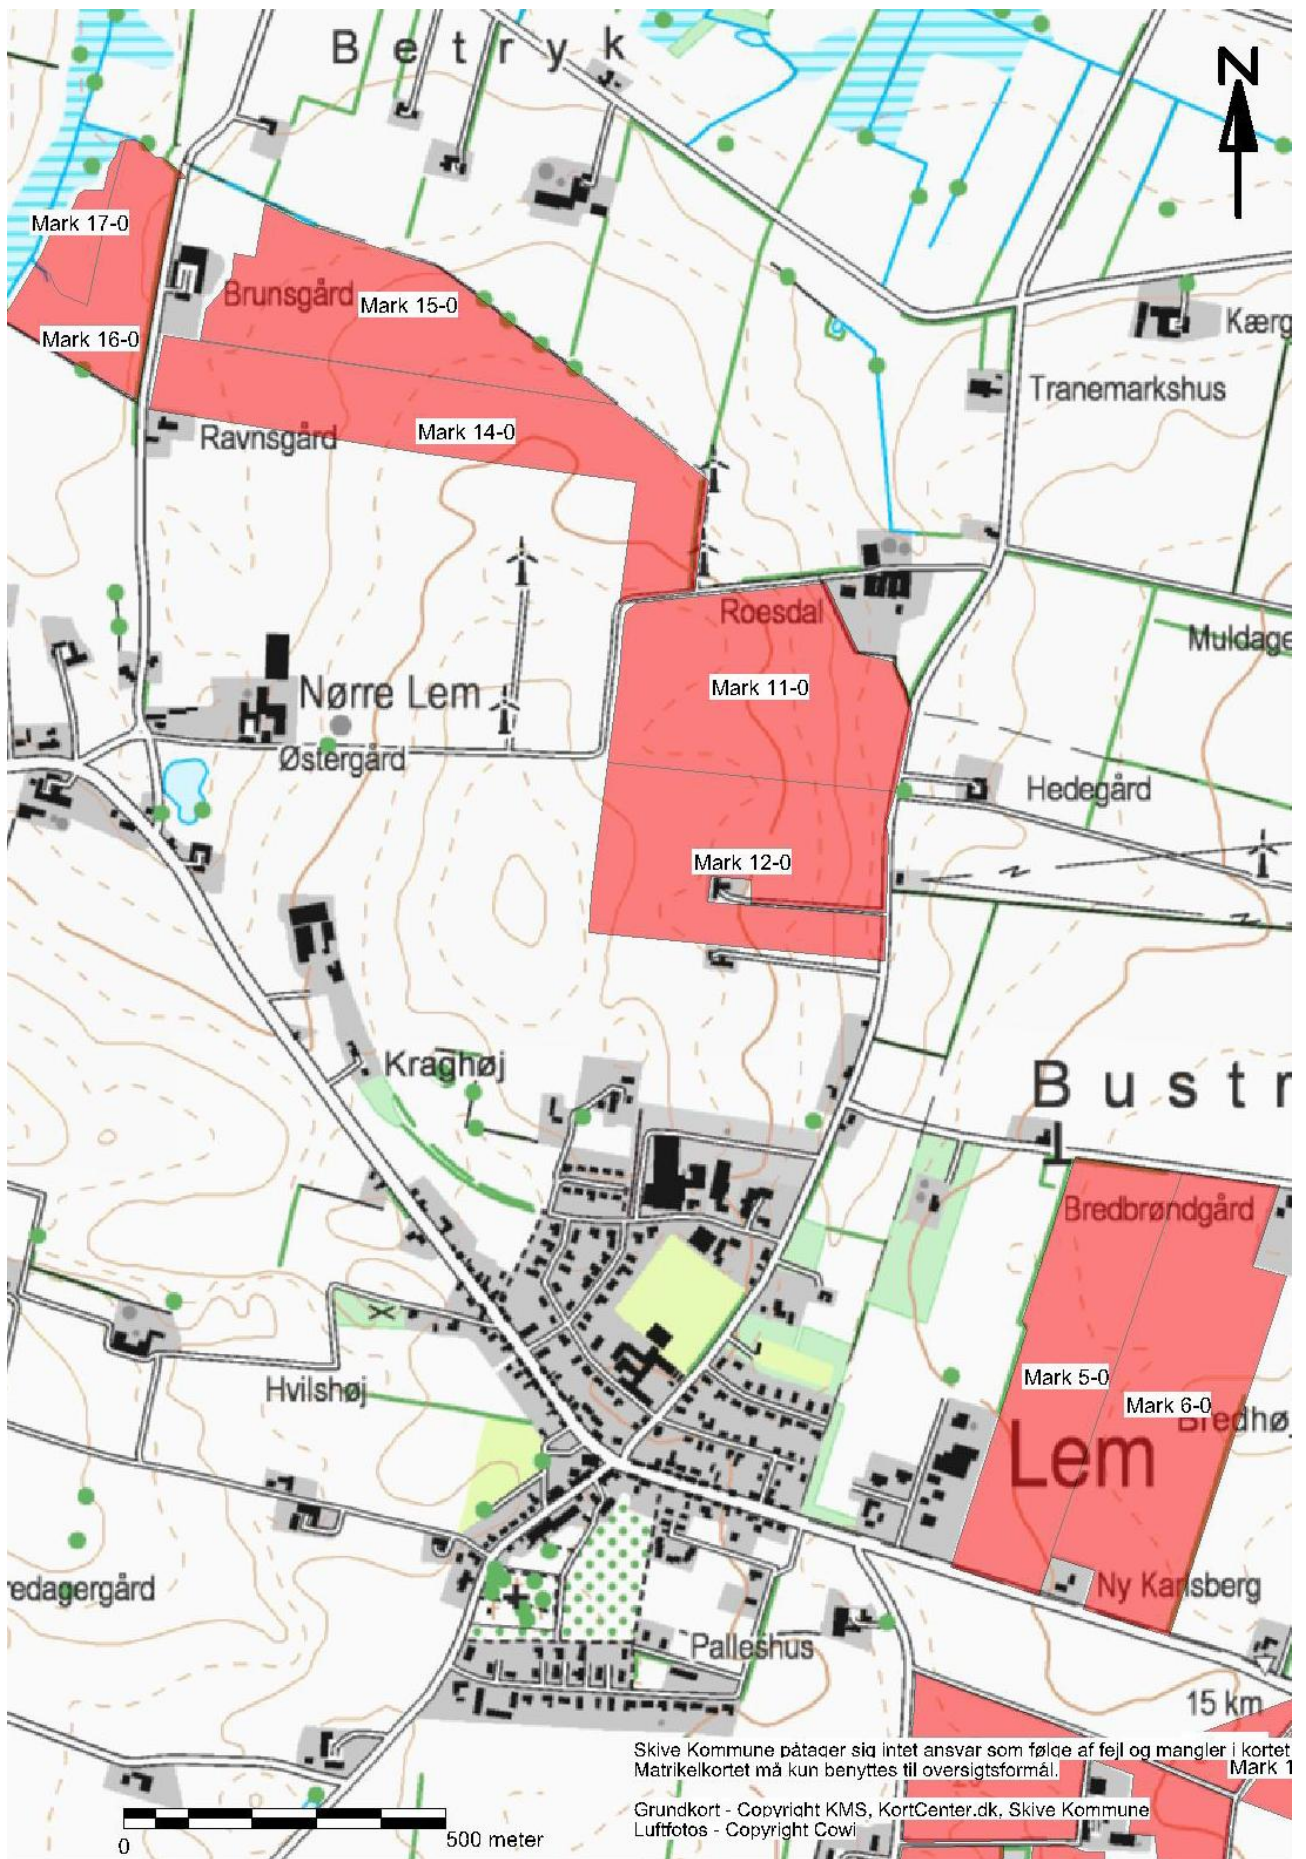 Betryk
N
Mark 17-0
Brunsgård
Mark 15-0
Mark 16-0
Kærg
Tranemarkshus
Ravnsgård
Mark 14-0
Roesdal
Muldage
Mark 11-0
Nørre Lem
Østergård
Hedegård
Mark 12-0
Kraghøj
Bustr
Bredbrøndgård
Mark 5-0
Hvilshøj
Mark 6-0
Bredhøj
Lem
redagergård
Ny Karlsberg
Palleshus
15 km
Skive Kommune påtager sig intet ansvar som følge af fejl og mangler i kortet
Matrikelkortet må kun benyttes til oversigtsformål.
Mark 1
Grundkort - Copyright KMS, KortCenter.dk, Skive Kommune
Luftfotos - Copyright Cowi
0
500 meter